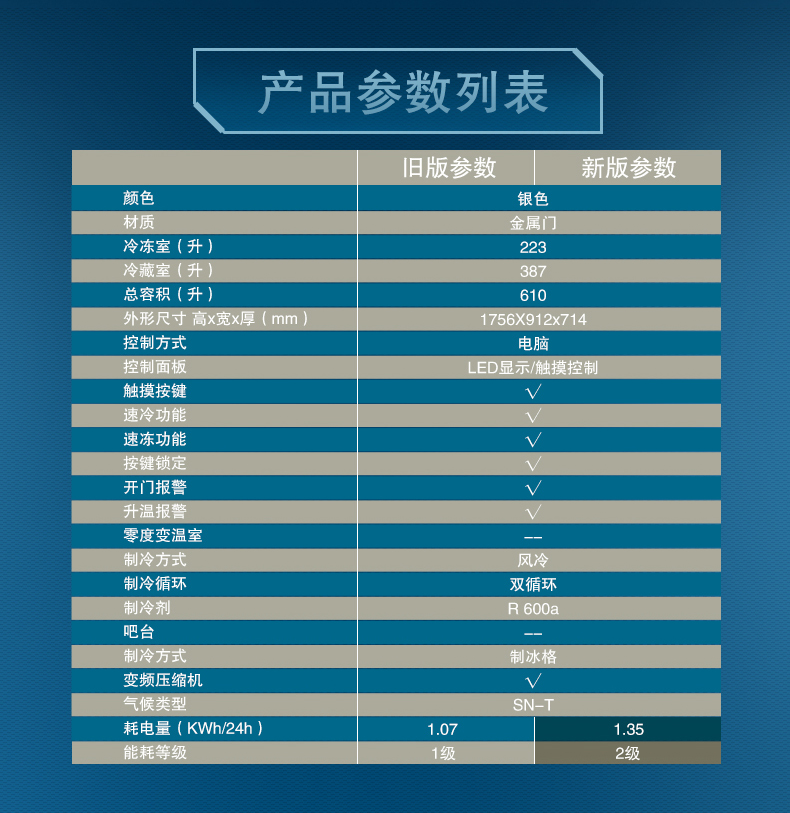 产品参数列表
旧版参数 新版参数
颜色 银色
材质 金属门
冷冻室（升） 223
冷藏室（升） 387
总容积（升） 610
外形尺寸 高x宽x厚（mm） 1756X912x714
控制方式 电脑
控制面板 LED显示/触摸控制
触摸按键 √
速冷功能 √
速冻功能 √
按键锁定 √
开门报警 √
升温报警 √
零度变温室 --
制冷方式 风冷
制冷循环 双循环
制冷剂 R 600a
吧台 --
制冷方式 制冰格
变频压缩机 √
气候类型 SN-T
耗电量（KWh/24h） 1.07 1.35
能耗等级 1级 2级